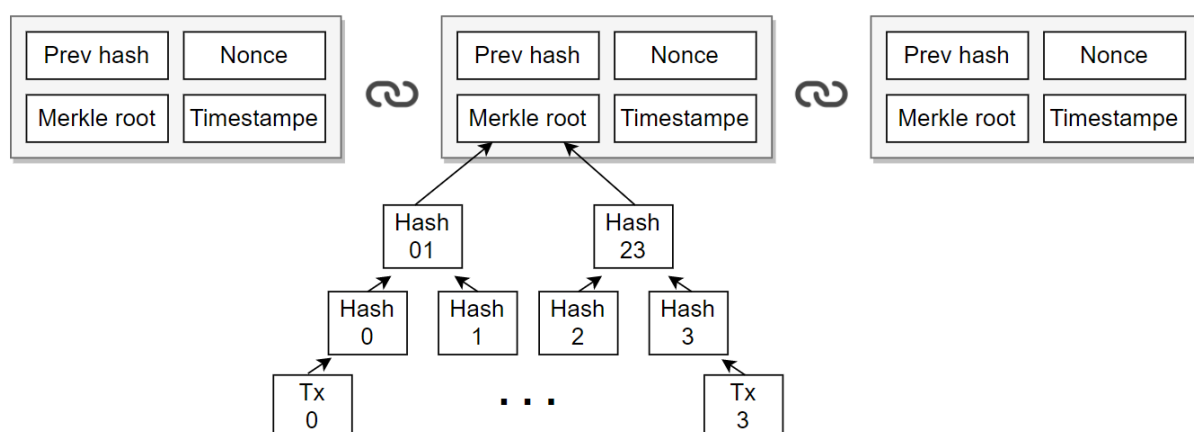 Prev hash Nonce
Merkle root Timestampe
Prev hash Nonce
Merkle root Timestampe
Prev hash Nonce
Merkle root Timestampe
Hash
01
Hash
23
Hash
0
Hash
1
Hash
2
Hash
3
Tx
0
. . .
Tx
3